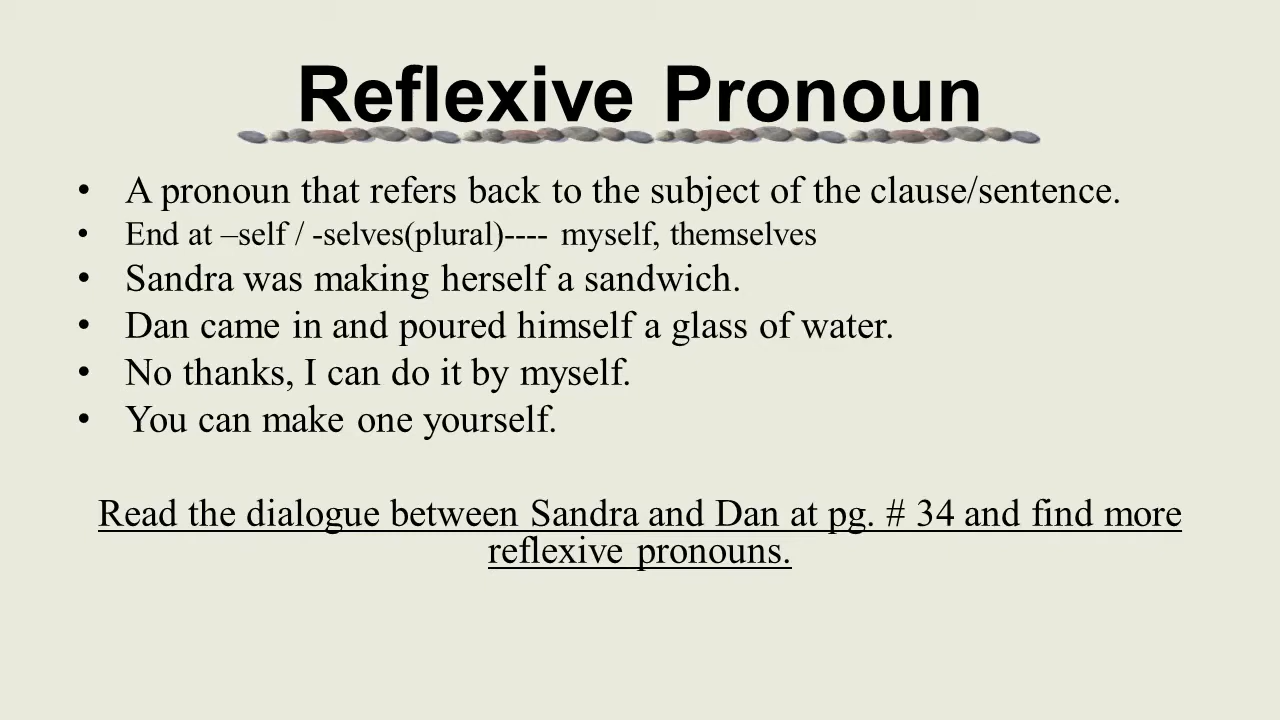 Reflexive Pronoun
• A pronoun that refers back to the subject of the clause/sentence.
• End at –self / -selves(plural)---- myself, themselves
• Sandra was making herself a sandwich.
• Dan came in and poured himself a glass of water.
• No thanks, I can do it by myself.
• You can make one yourself.
Read the dialogue between Sandra and Dan at pg. # 34 and find more
reflexive pronouns.